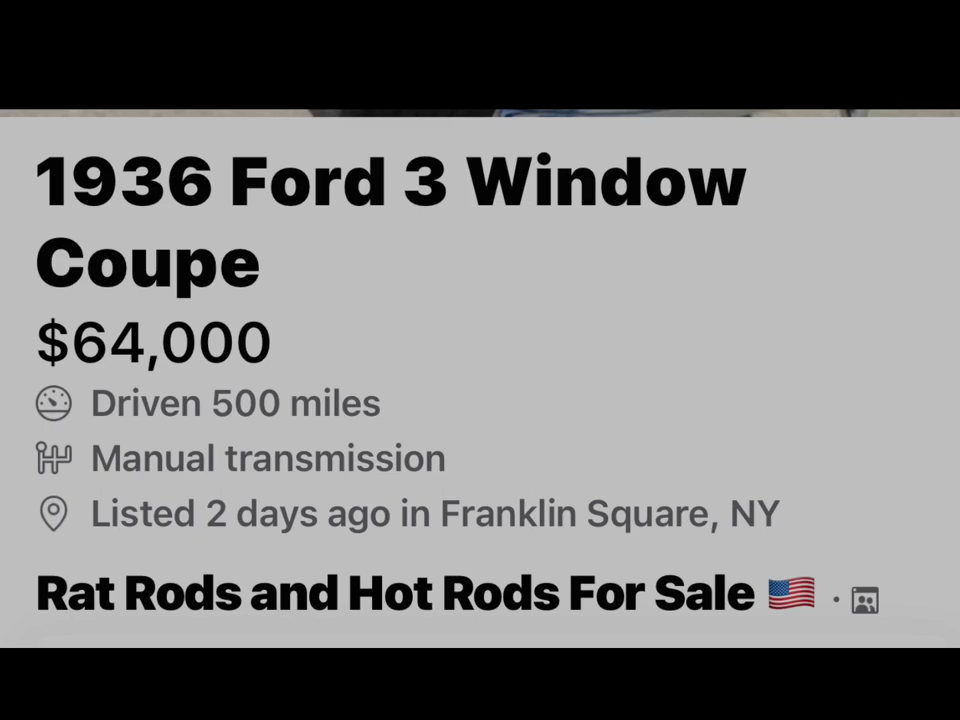 1936 Ford 3 Window
Coupe
$64,000
Driven 500 miles
Manual transmission
Listed 2 days ago in Franklin Square, NY
Rat Rods and Hot Rods For Sale 🇺🇸 ·